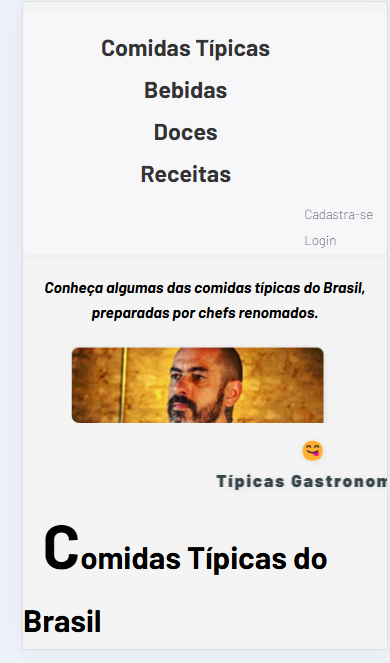 Comidas Típicas
Bebidas
Doces
Receitas
Cadastra-se
Login
Conheça algumas das comidas típicas do Brasil,
preparadas por chefs renomados.
Típicas Gastronom
Comidas Típicas do
Brasil